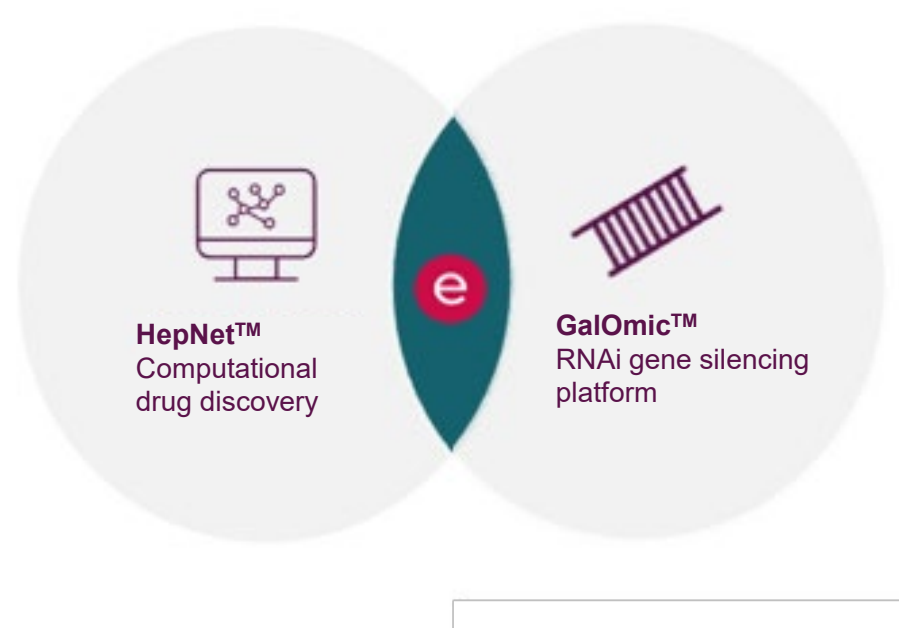 HepNet™
Computational
drug discovery
e
GalOmic™
RNAi gene silencing
platform